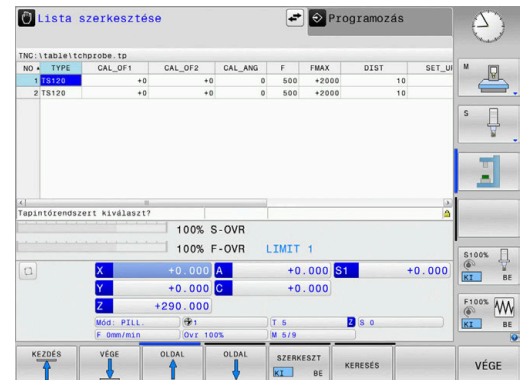 Lista szerkesztése
Programozás
TNC:\table\tchprobe.tp
NO TYPE CAL_OF1 CAL_OF2 CAL_ANG F FMAX DIST SET_UP
1 TS120 +0 +0 0 500 +2000 10
2 TS120 +0 +0 0 500 +2000 10
Tapintórendszert kiválaszt?
100% S-OVR
100% F-OVR LIMIT 1
X +0.000 A +0.000 S1 +0.000
Y +0.000 C +0.000
Z +290.000
Mód: PILL. 1 T 5 Z S 0
F 0mm/min Ovr 100% M 5/9
M
S
S100%
KI BE
F100%
KI BE
KEZDÉS VÉGE OLDAL OLDAL SZERKESZT KERESÉS VÉGE
KI BE